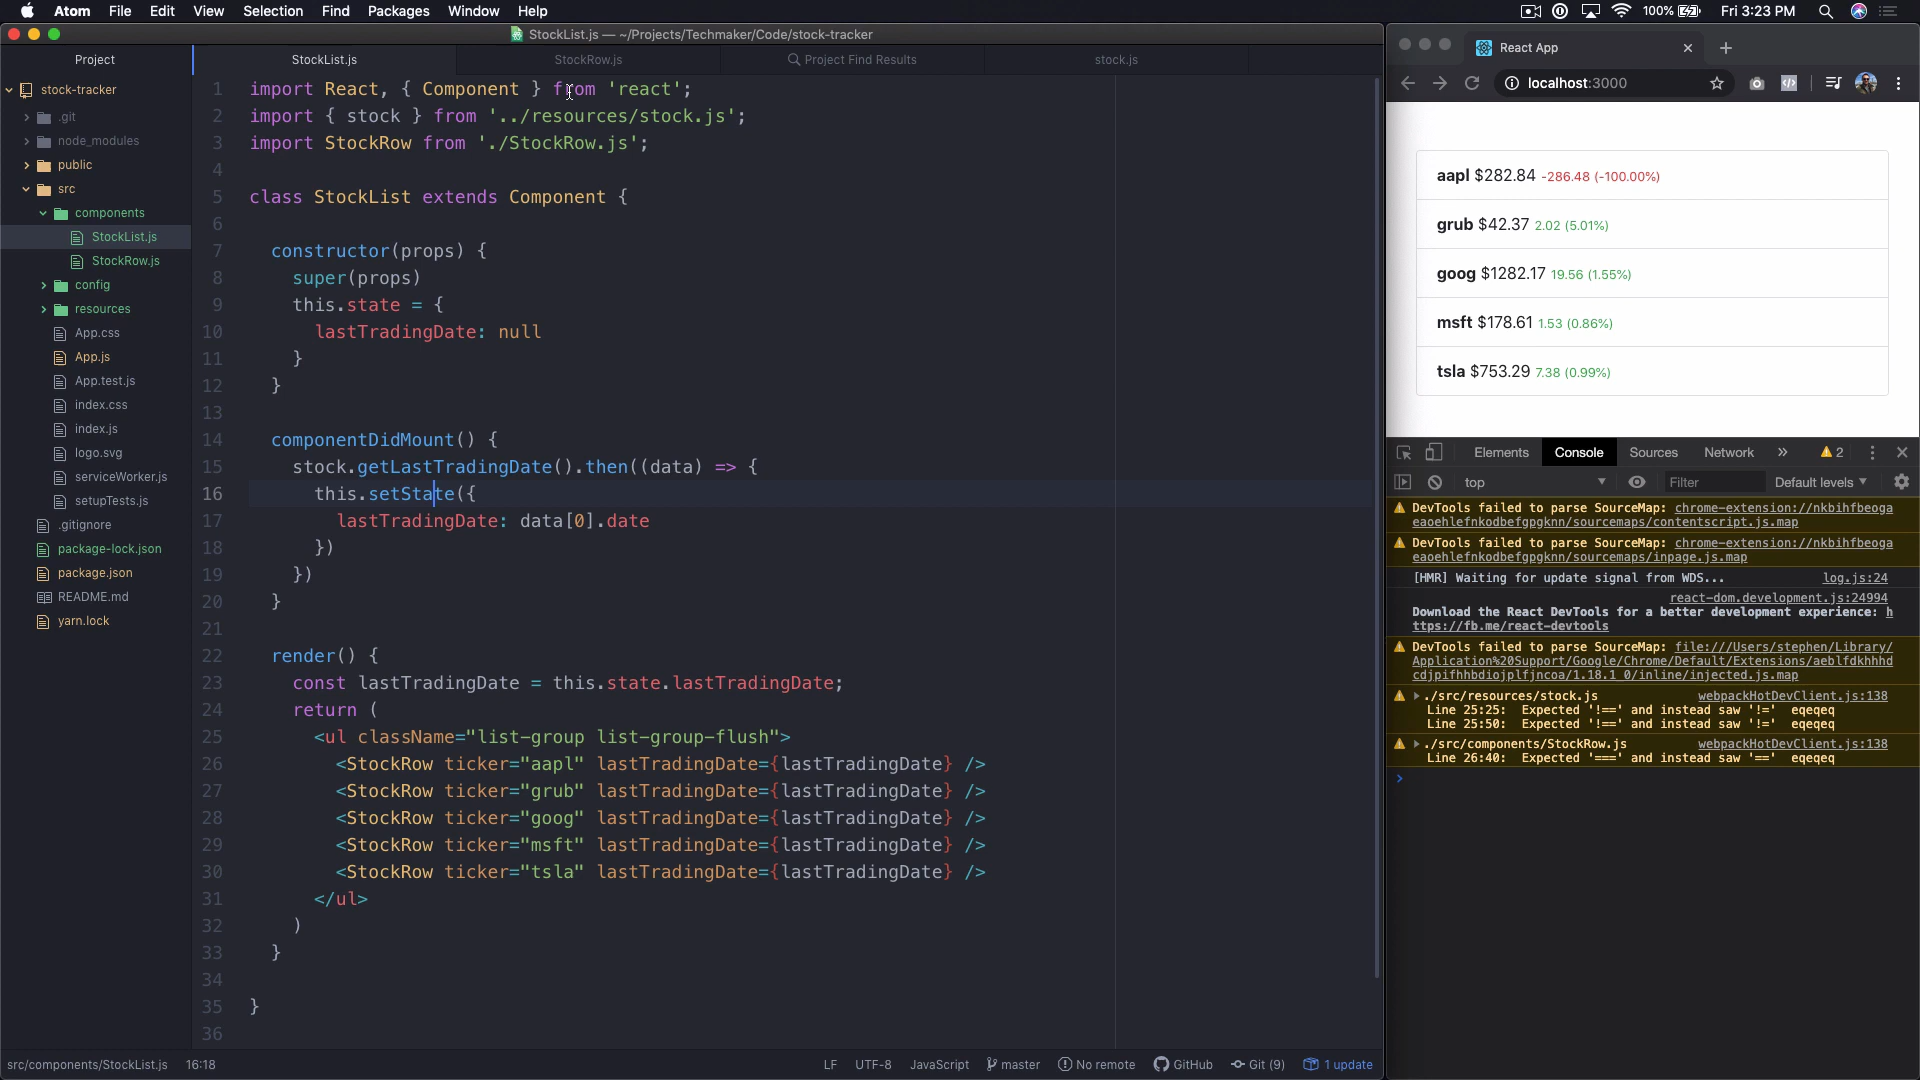 Atom File Edit View Selection Find Packages Window Help
100% Fri 3:23 PM
StockList.js — ~/Projects/Techmaker/Code/stock-tracker
Project
StockList.js
StockRow.js
Project Find Results
stock.js
stock-tracker
.git
node_modules
public
src
components
StockList.js
StockRow.js
config
resources
App.css
App.js
App.test.js
index.css
index.js
logo.svg
serviceWorker.js
setupTests.js
.gitignore
package-lock.json
package.json
README.md
yarn.lock
1 import React, { Component } from 'react';
2 import { stock } from '../resources/stock.js';
3 import StockRow from './StockRow.js';
4
5 class StockList extends Component {
6
7 constructor(props) {
8 super(props)
9 this.state = {
10 lastTradingDate: null
11 }
12 }
13
14 componentDidMount() {
15 stock.getLastTradingDate().then((data) => {
16 this.setState({
17 lastTradingDate: data[0].date
18 })
19 })
20 }
21
22 render() {
23 const lastTradingDate = this.state.lastTradingDate;
24 return (
25 <ul className="list-group list-group-flush">
26 <StockRow ticker="aapl" lastTradingDate={lastTradingDate} />
27 <StockRow ticker="grub" lastTradingDate={lastTradingDate} />
28 <StockRow ticker="goog" lastTradingDate={lastTradingDate} />
29 <StockRow ticker="msft" lastTradingDate={lastTradingDate} />
30 <StockRow ticker="tsla" lastTradingDate={lastTradingDate} />
31 </ul>
32 )
33 }
34
35 }
36
src/components/StockList.js 16:18
LF UTF-8 JavaScript master No remote GitHub Git (9) 1 update
React App
localhost:3000
aapl $282.84 -286.48 (-100.00%)
grub $42.37 2.02 (5.01%)
goog $1282.17 19.56 (1.55%)
msft $178.61 1.53 (0.86%)
tsla $753.29 7.38 (0.99%)
Elements Console Sources Network » 2
top Filter Default levels
DevTools failed to parse SourceMap: chrome-extension://nkbihfbeoga
eaoehlefnkodbefgpgknn/sourcemaps/contentscript.js.map
DevTools failed to parse SourceMap: chrome-extension://nkbihfbeoga
eaoehlefnkodbefgpgknn/sourcemaps/inpage.js.map
[HMR] Waiting for update signal from WDS... log.js:24
react-dom.development.js:24994
Download the React DevTools for a better development experience: h
ttps://fb.me/react-devtools
DevTools failed to parse SourceMap: file:///Users/stephen/Library/
Application%20Support/Google/Chrome/Default/Extensions/aeblfdkhhhd
cdjpifhhbdiojplfjncoa/1.18.1_0/inline/injected.js.map
./src/resources/stock.js webpackHotDevClient.js:138
Line 25:25: Expected '!==' and instead saw '!=' eqeqeq
Line 25:50: Expected '!==' and instead saw '!=' eqeqeq
./src/components/StockRow.js webpackHotDevClient.js:138
Line 26:40: Expected '===' and instead saw '==' eqeqeq